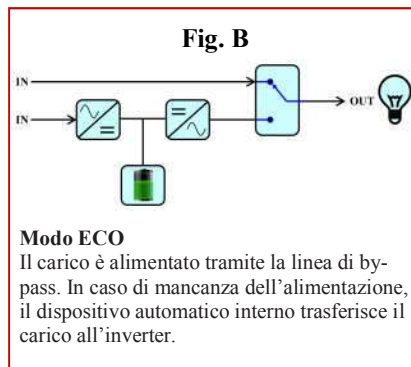 Fig. B
IN
IN
OUT
Modo ECO
Il carico è alimentato tramite la linea di by-
pass. In caso di mancanza dell’alimentazione,
il dispositivo automatico interno trasferisce il
carico all’inverter.